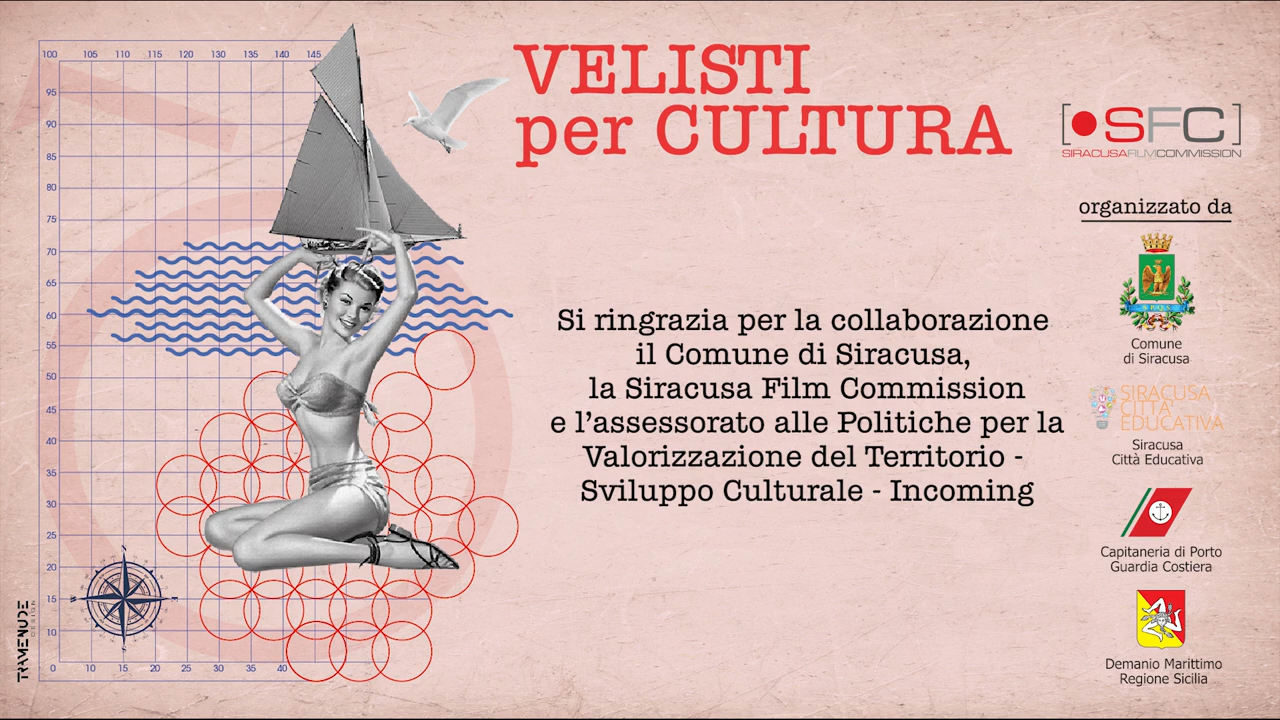 VELISTI
per CULTURA
[●SFC]
SIRACUSAFILMCOMMISSION
organizzato da
Comune
di Siracusa
SIRACUSA
CITTÀ
EDUCATIVA
Siracusa
Città Educativa
Capitaneria di Porto
Guardia Costiera
Demanio Marittimo
Regione Sicilia
Si ringrazia per la collaborazione
il Comune di Siracusa,
la Siracusa Film Commission
e l’assessorato alle Politiche per la
Valorizzazione del Territorio -
Sviluppo Culturale - Incoming
100 105 110 115 120 125 130 135 140 145
95
90
85
80
75
70
65
60
55
50
45
40
35
30
25
20
15
10
0 10 15 20 25 30 35 40
N
W E
S
TRAMENUDE
DESIGN